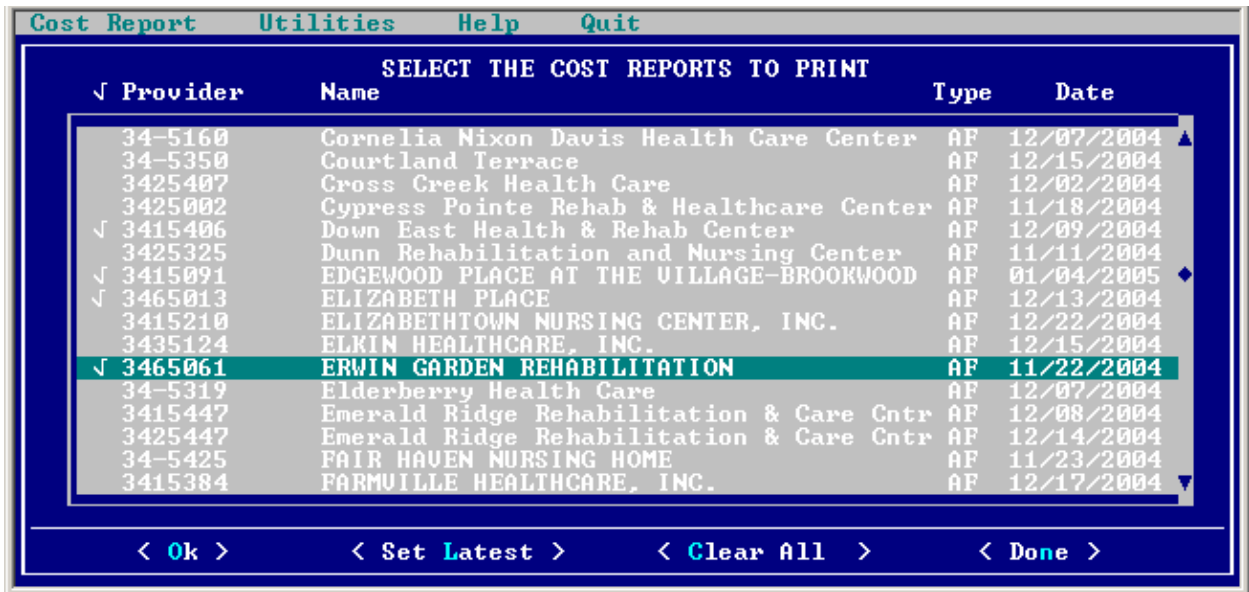 Cost Report Utilities Help Quit
SELECT THE COST REPORTS TO PRINT
√ Provider Name Type Date
34-5160 Cornelia Nixon Davis Health Care Center AF 12/07/2004
34-5350 Courtland Terrace AF 12/15/2004
3425407 Cross Creek Health Care AF 12/02/2004
3425002 Cypress Pointe Rehab & Healthcare Center AF 11/18/2004
√ 3415406 Down East Health & Rehab Center AF 12/09/2004
3425325 Dunn Rehabilitation and Nursing Center AF 11/11/2004
√ 3415091 EDGEWOOD PLACE AT THE VILLAGE-BROOKWOOD AF 01/04/2005
√ 3465013 ELIZABETH PLACE AF 12/13/2004
3415210 ELIZABETHTOWN NURSING CENTER, INC. AF 12/22/2004
3435124 ELKIN HEALTHCARE, INC. AF 12/15/2004
√ 3465061 ERWIN GARDEN REHABILITATION AF 11/22/2004
34-5319 Elderberry Health Care AF 12/07/2004
3415447 Emerald Ridge Rehabilitation & Care Cntr AF 12/08/2004
3425447 Emerald Ridge Rehabilitation & Care Cntr AF 12/14/2004
34-5425 FAIR HAVEN NURSING HOME AF 11/23/2004
3415384 FARMVILLE HEALTHCARE, INC. AF 12/17/2004
< Ok > < Set Latest > < Clear All > < Done >